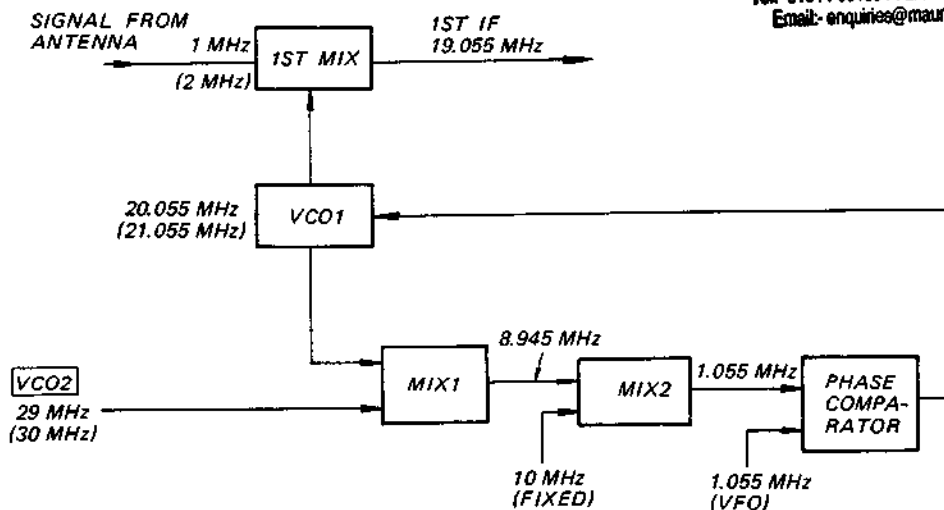 Email:- enquiries@maur
SIGNAL FROM
ANTENNA
1 MHz
(2 MHz)
1ST MIX
1ST IF
19.055 MHz
20.055 MHz
(21.055 MHz)
VCO1
VCO2
29 MHz
(30 MHz)
MIX1
8.945 MHz
MIX2
10 MHz
(FIXED)
1.055 MHz
PHASE
COMPA-
RATOR
1.055 MHz
(VFO)